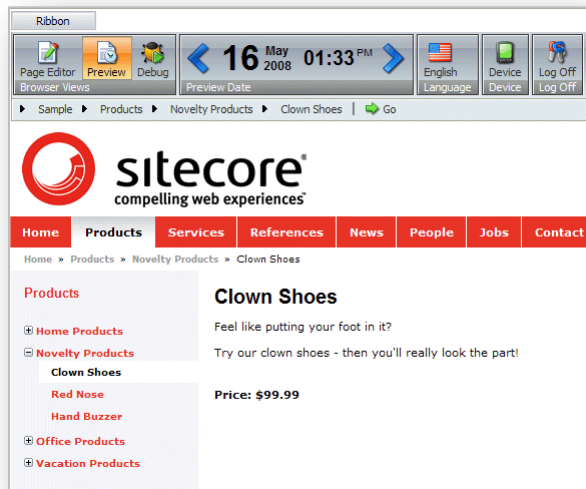 Ribbon
Page Editor Preview Debug
Browser Views
16 May 2008 01:33 PM
Preview Date
English
Language
Device
Device
Log Off
Log Off
Sample Products Novelty Products Clown Shoes | Go
sitecore®
compelling web experiences™
Home Products Services References News People Jobs Contact
Home » Products » Novelty Products » Clown Shoes
Products
Home Products
Novelty Products
Clown Shoes
Red Nose
Hand Buzzer
Office Products
Vacation Products
Clown Shoes
Feel like putting your foot in it?
Try our clown shoes - then you'll really look the part!
Price: $99.99